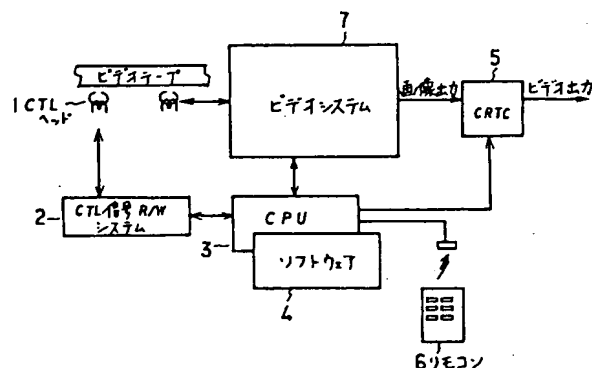 7
ビデオテープ
1 CTL
ヘッド
ビデオシステム
画像出力
5
CRTC
ビデオ出力
2
CTL信号 R/W
システム
CPU
3
ソフトウェア
4
6リモコン